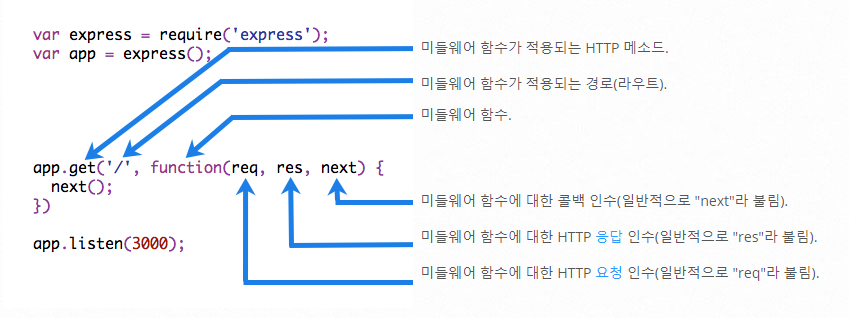 var express = require('express');
var app = express();
미들웨어 함수가 적용되는 HTTP 메소드.
미들웨어 함수가 적용되는 경로(라우트).
미들웨어 함수.
app.get('/', function(req, res, next) {
next();
})
app.listen(3000);
미들웨어 함수에 대한 콜백 인수(일반적으로 "next"라 불림).
미들웨어 함수에 대한 HTTP 응답 인수(일반적으로 "res"라 불림).
미들웨어 함수에 대한 HTTP 요청 인수(일반적으로 "req"라 불림).